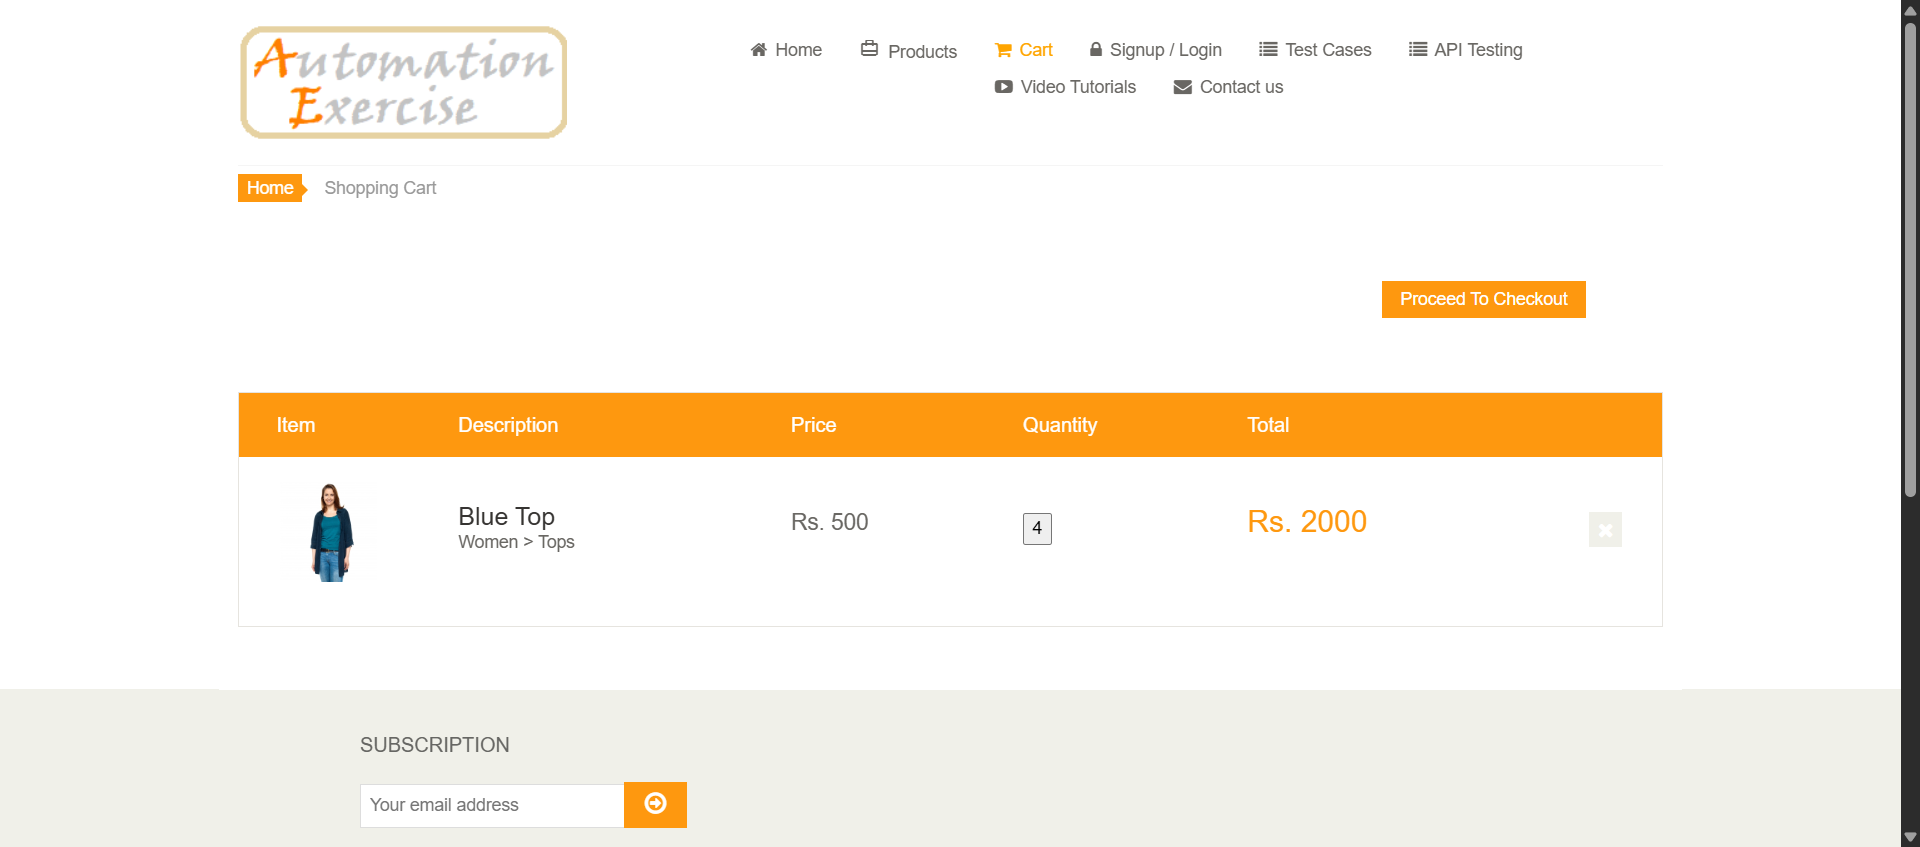 Automation
Exercise
Home Products Cart Signup / Login Test Cases API Testing
Video Tutorials Contact us
Home Shopping Cart
Proceed To Checkout
Item Description Price Quantity Total
Blue Top Rs. 500 4 Rs. 2000
Women > Tops
SUBSCRIPTION
Your email address